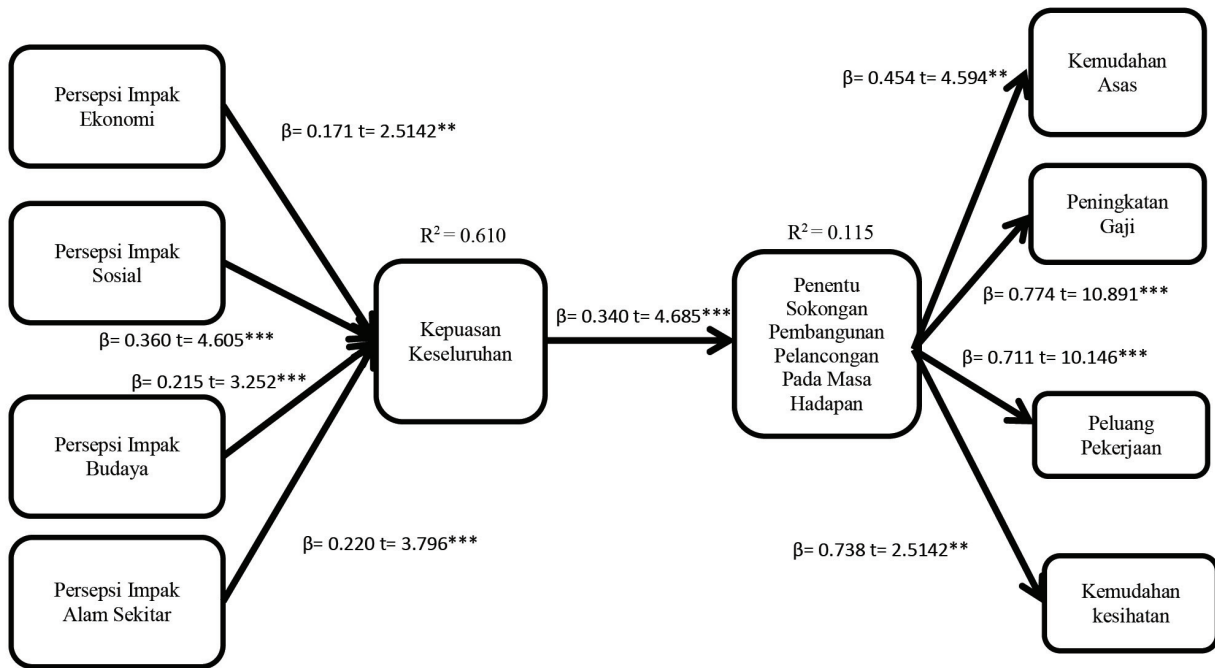 Persepsi Impak
Ekonomi
Persepsi Impak
Sosial
Persepsi Impak
Budaya
Persepsi Impak
Alam Sekitar
β= 0.171 t= 2.5142**
β= 0.360 t= 4.605***
β= 0.215 t= 3.252***
β= 0.220 t= 3.796***
R² = 0.610
Kepuasan
Keseluruhan
β= 0.340 t= 4.685***
R² = 0.115
Penentu
Sokongan
Pembangunan
Pelancongan
Pada Masa
Hadapan
β= 0.454 t= 4.594**
β= 0.774 t= 10.891***
β= 0.711 t= 10.146***
β= 0.738 t= 2.5142**
Kemudahan
Asas
Peningkatan
Gaji
Peluang
Pekerjaan
Kemudahan
kesihatan